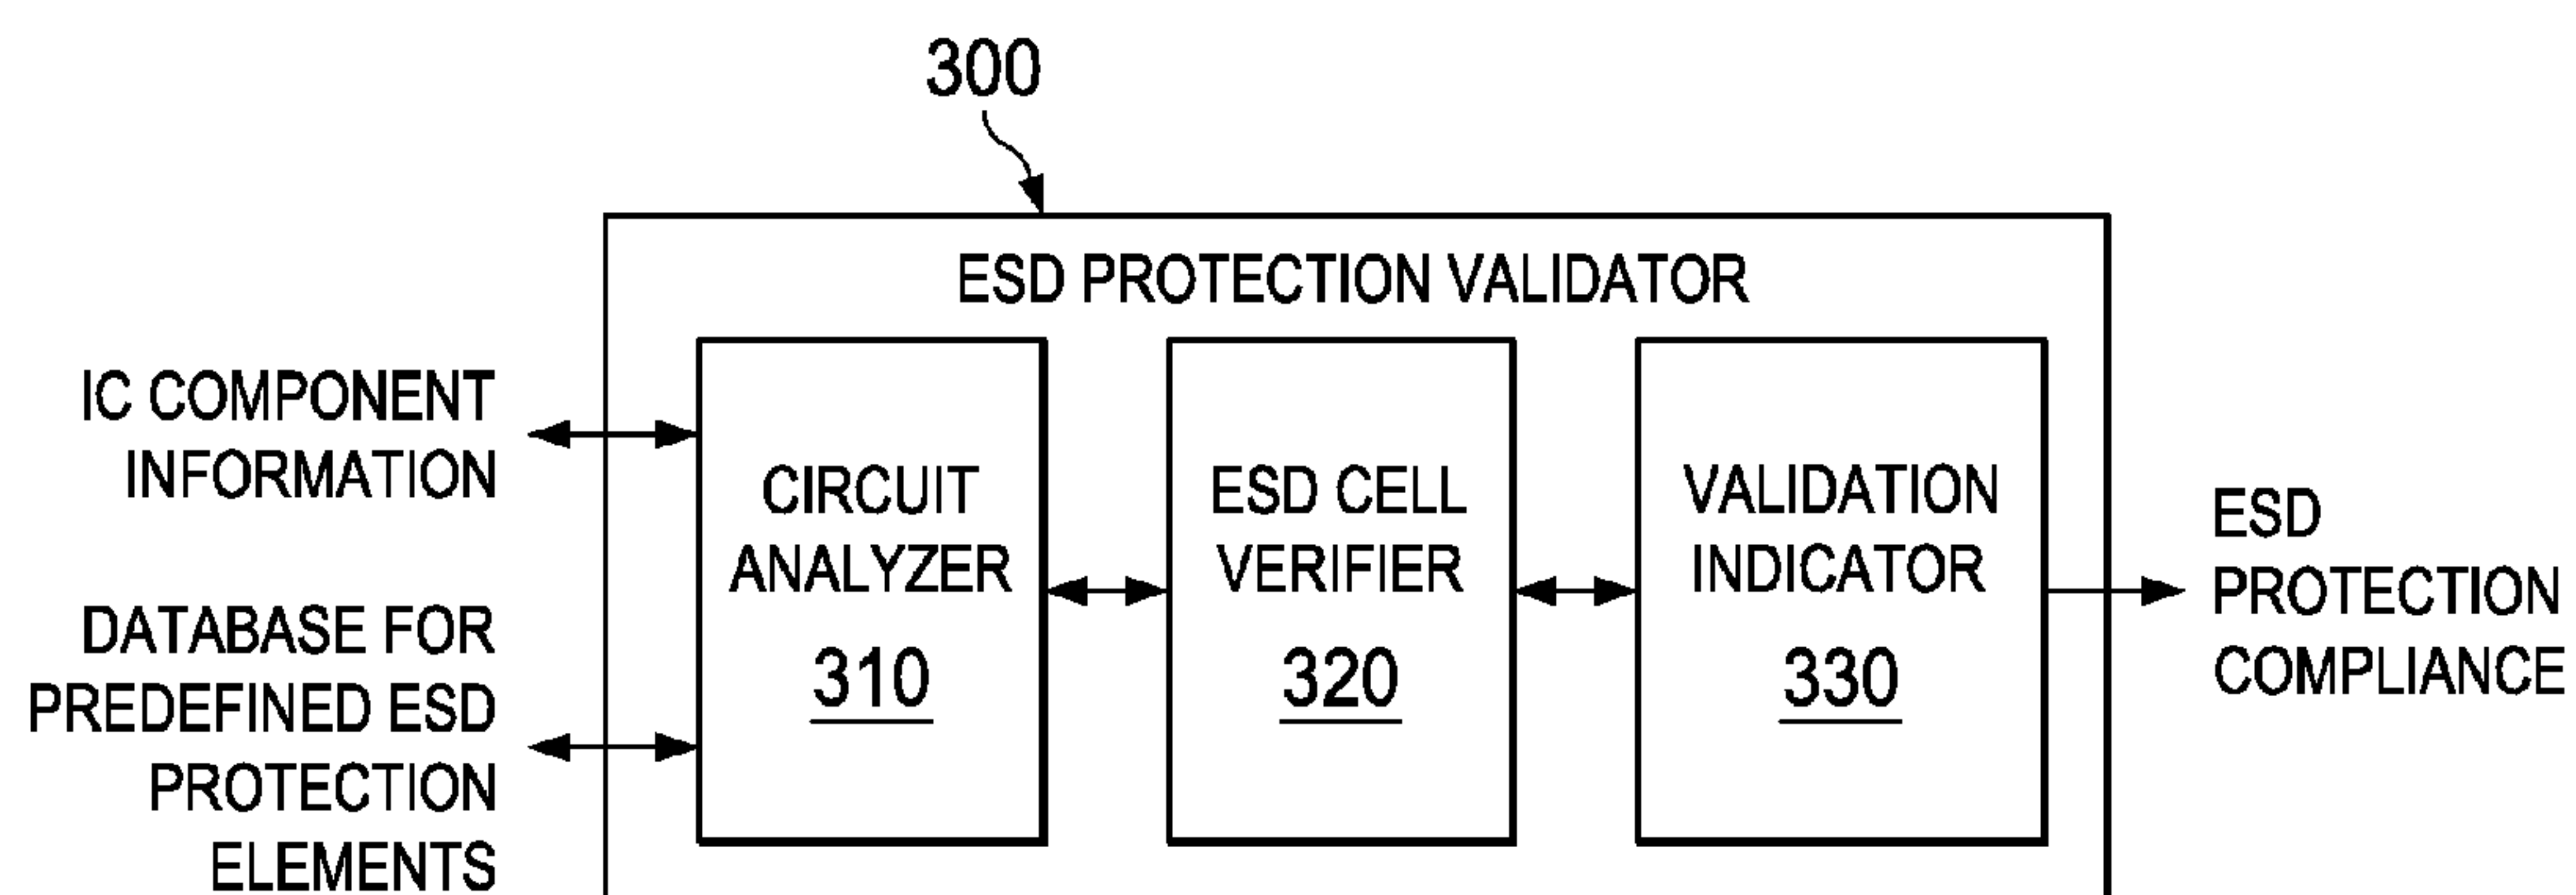 300
ESD PROTECTION VALIDATOR
IC COMPONENT
INFORMATION
DATABASE FOR
PREDEFINED ESD
PROTECTION
ELEMENTS
CIRCUIT
ANALYZER
310
ESD CELL
VERIFIER
320
VALIDATION
INDICATOR
330
ESD
PROTECTION
COMPLIANCE